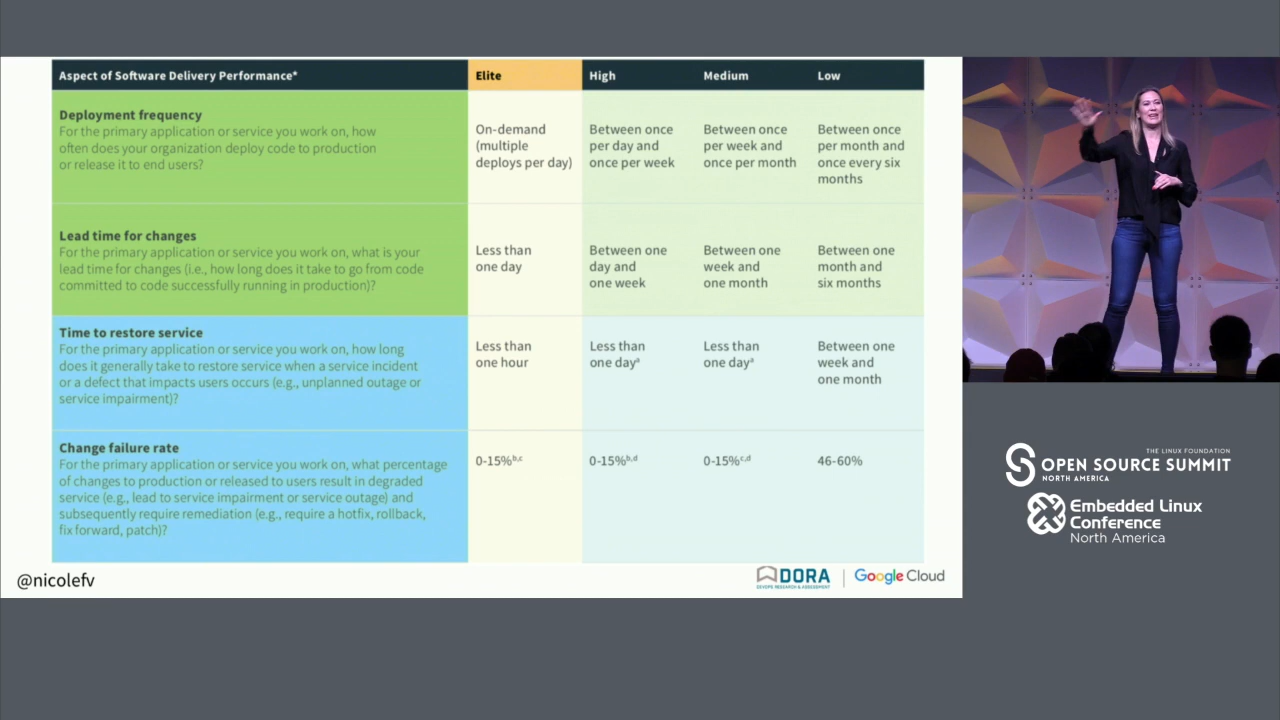 Aspect of Software Delivery Performance*
Elite
High
Medium
Low
Deployment frequency
For the primary application or service you work on, how
often does your organization deploy code to production
or release it to end users?
On-demand
(multiple
deploys per day)
Between once
per day and
once per week
Between once
per week and
once per month
Between once
per month and
once every six
months
Lead time for changes
For the primary application or service you work on, what is your
lead time for changes (i.e., how long does it take to go from code
committed to code successfully running in production)?
Less than
one day
Between one
day and
one week
Between one
week and
one month
Between one
month and
six months
Time to restore service
For the primary application or service you work on, how long
does it generally take to restore service when a service incident
or a defect that impacts users occurs (e.g., unplanned outage or
service impairment)?
Less than
one hour
Less than
one dayᵃ
Less than
one dayᵃ
Between one
week and
one month
Change failure rate
For the primary application or service you work on, what percentage
of changes to production or released to users result in degraded
service (e.g., lead to service impairment or service outage) and
subsequently require remediation (e.g., require a hotfix, rollback,
fix forward, patch)?
0-15%ᵇ,ᶜ
0-15%ᵇ,ᵈ
0-15%ᶜ,ᵈ
46-60%
@nicolefv
DORA
DEVOPS RESEARCH & ASSESSMENT
Google Cloud
THE LINUX FOUNDATION
OPEN SOURCE SUMMIT
NORTH AMERICA
Embedded Linux
Conference
North America